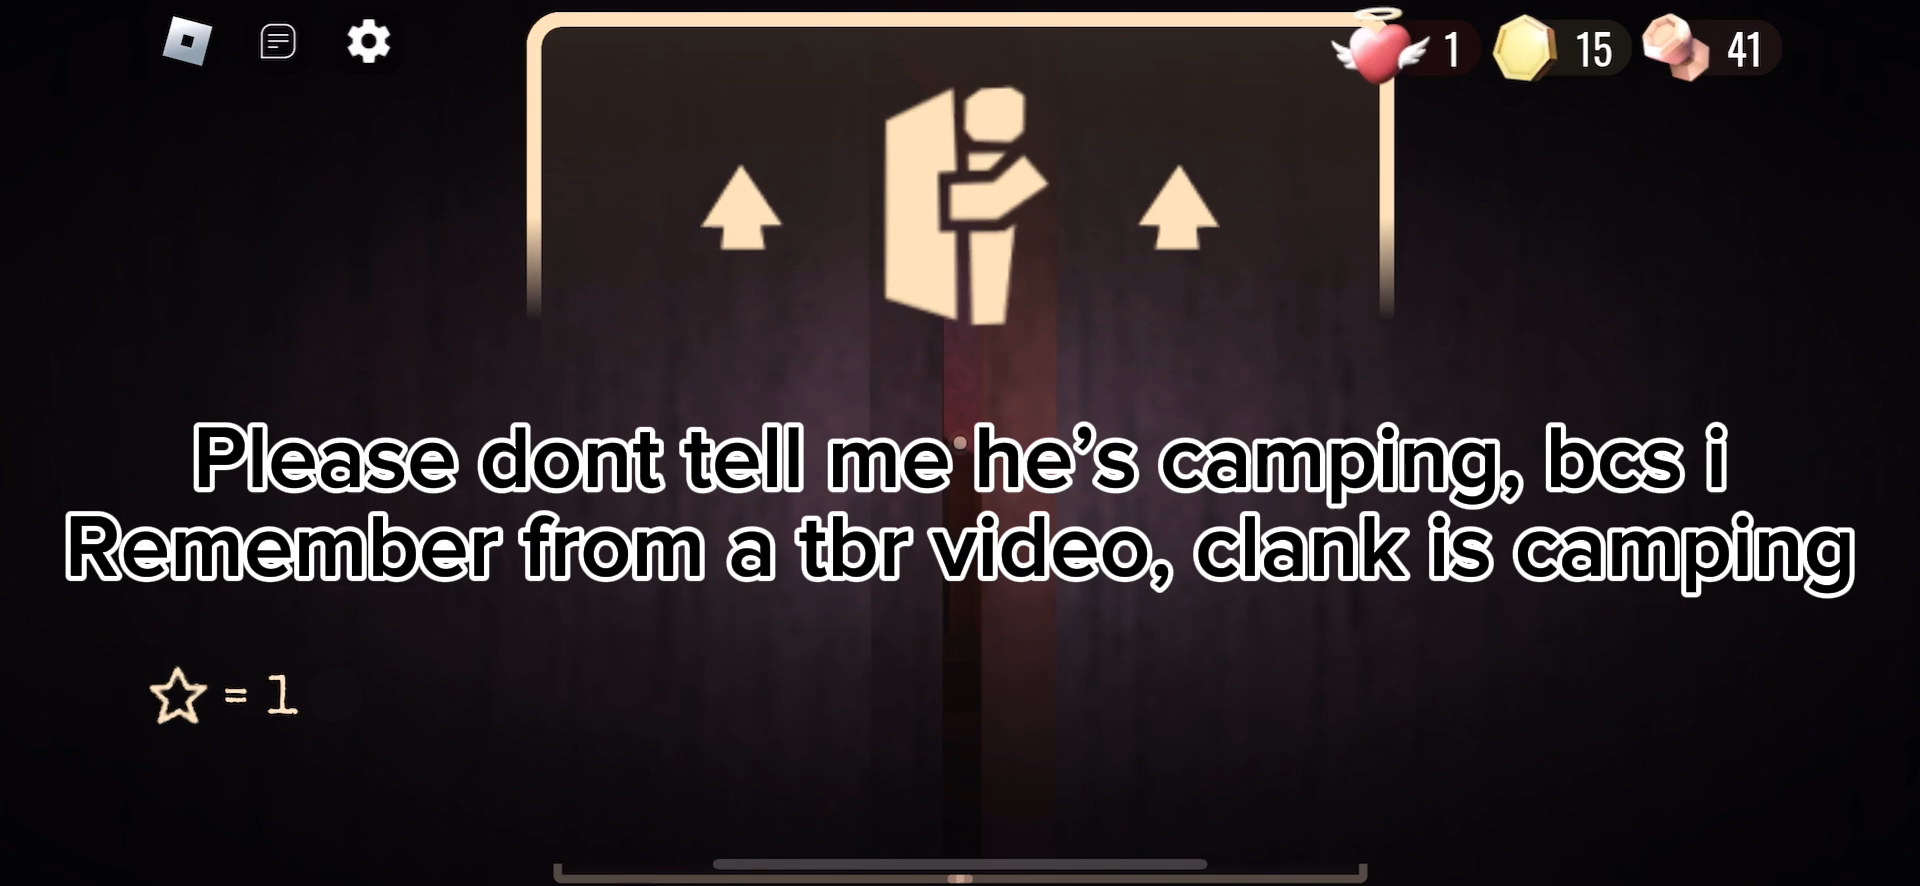 1
15
41
Please dont tell me he’s camping, bcs i
Remember from a tbr video, clank is camping
= 1